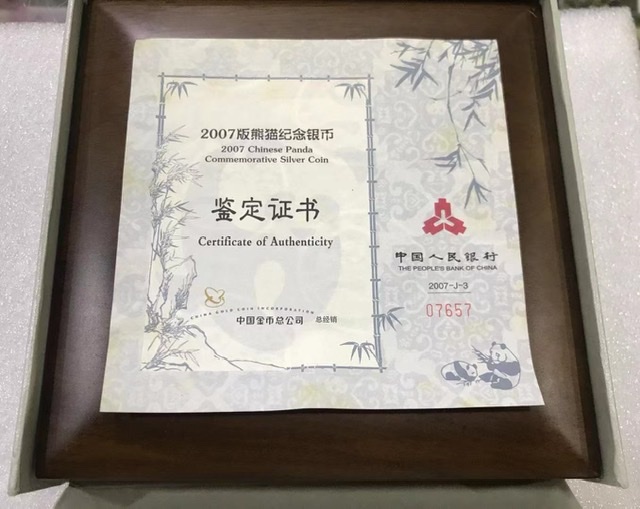 2007版熊猫纪念银币
2007 Chinese Panda
Commemorative Silver Coin
鉴定证书
Certificate of Authenticity
CHINA GOLD COIN INCORPORATION
中国金币总公司 总经销
中国人民银行
THE PEOPLE'S BANK OF CHINA
2007-J-3
07657